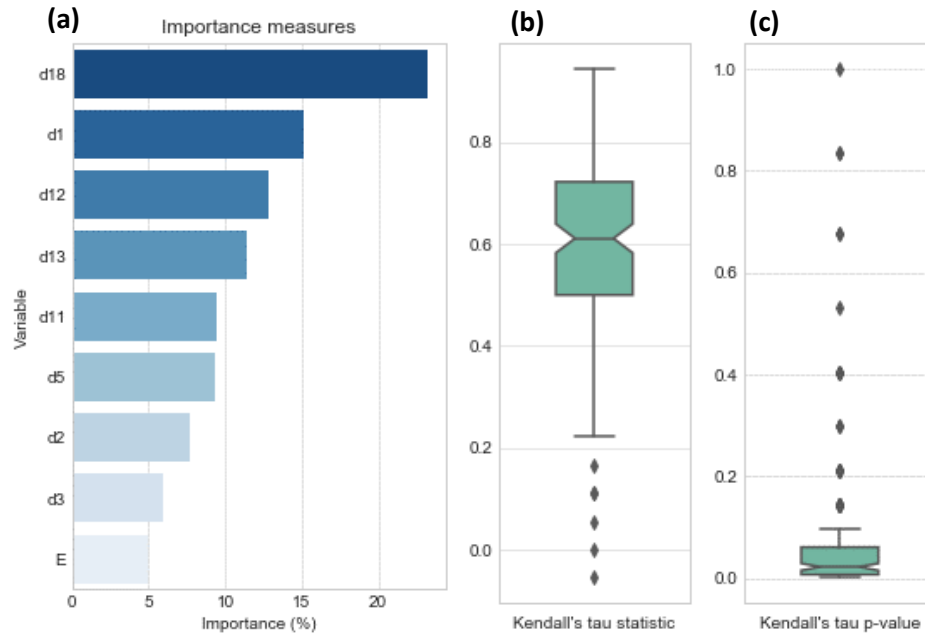 (a)
Importance measures
Variable
d18
d1
d12
d13
d11
d5
d2
d3
E
0 5 10 15 20
Importance (%)
(b)
0.8
0.6
0.4
0.2
0.0
Kendall's tau statistic
(c)
1.0
0.8
0.6
0.4
0.2
0.0
Kendall's tau p-value